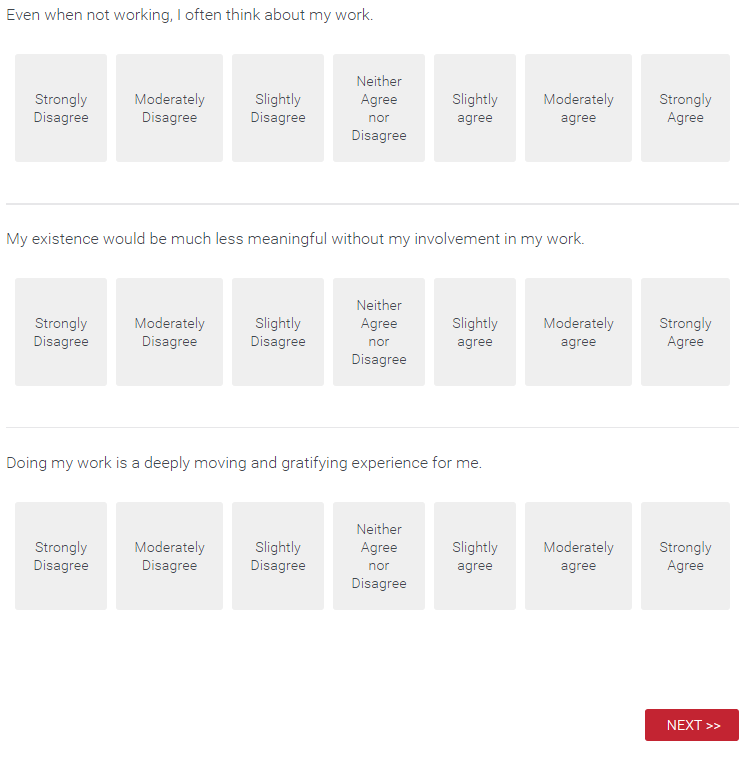 Even when not working, I often think about my work.
Strongly Disagree
Moderately Disagree
Slightly Disagree
Neither Agree nor Disagree
Slightly agree
Moderately agree
Strongly Agree
My existence would be much less meaningful without my involvement in my work.
Strongly Disagree
Moderately Disagree
Slightly Disagree
Neither Agree nor Disagree
Slightly agree
Moderately agree
Strongly Agree
Doing my work is a deeply moving and gratifying experience for me.
Strongly Disagree
Moderately Disagree
Slightly Disagree
Neither Agree nor Disagree
Slightly agree
Moderately agree
Strongly Agree
NEXT >>